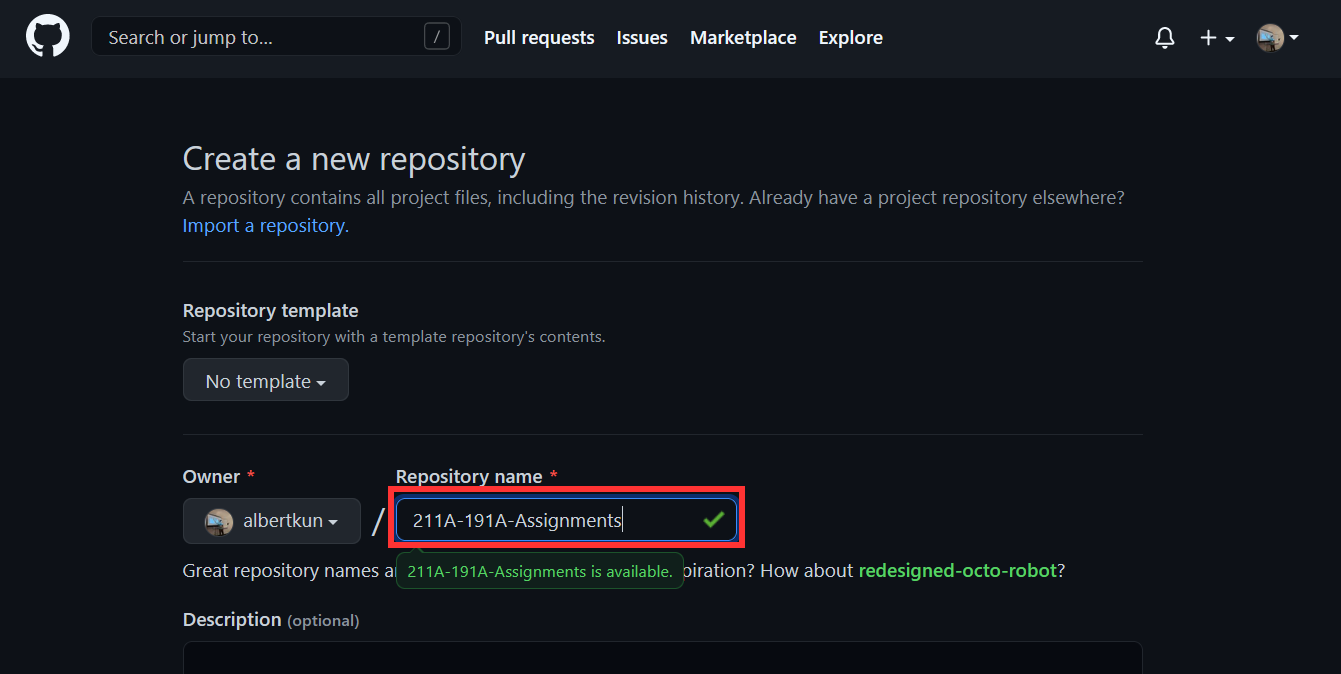 Search or jump to... /
Pull requests Issues Marketplace Explore
Create a new repository
A repository contains all project files, including the revision history. Already have a project repository elsewhere?
Import a repository.
Repository template
Start your repository with a template repository's contents.
No template
Owner * Repository name *
albertkun / 211A-191A-Assignments
211A-191A-Assignments is available.
Great repository names How about redesigned-octo-robot?
Description (optional)